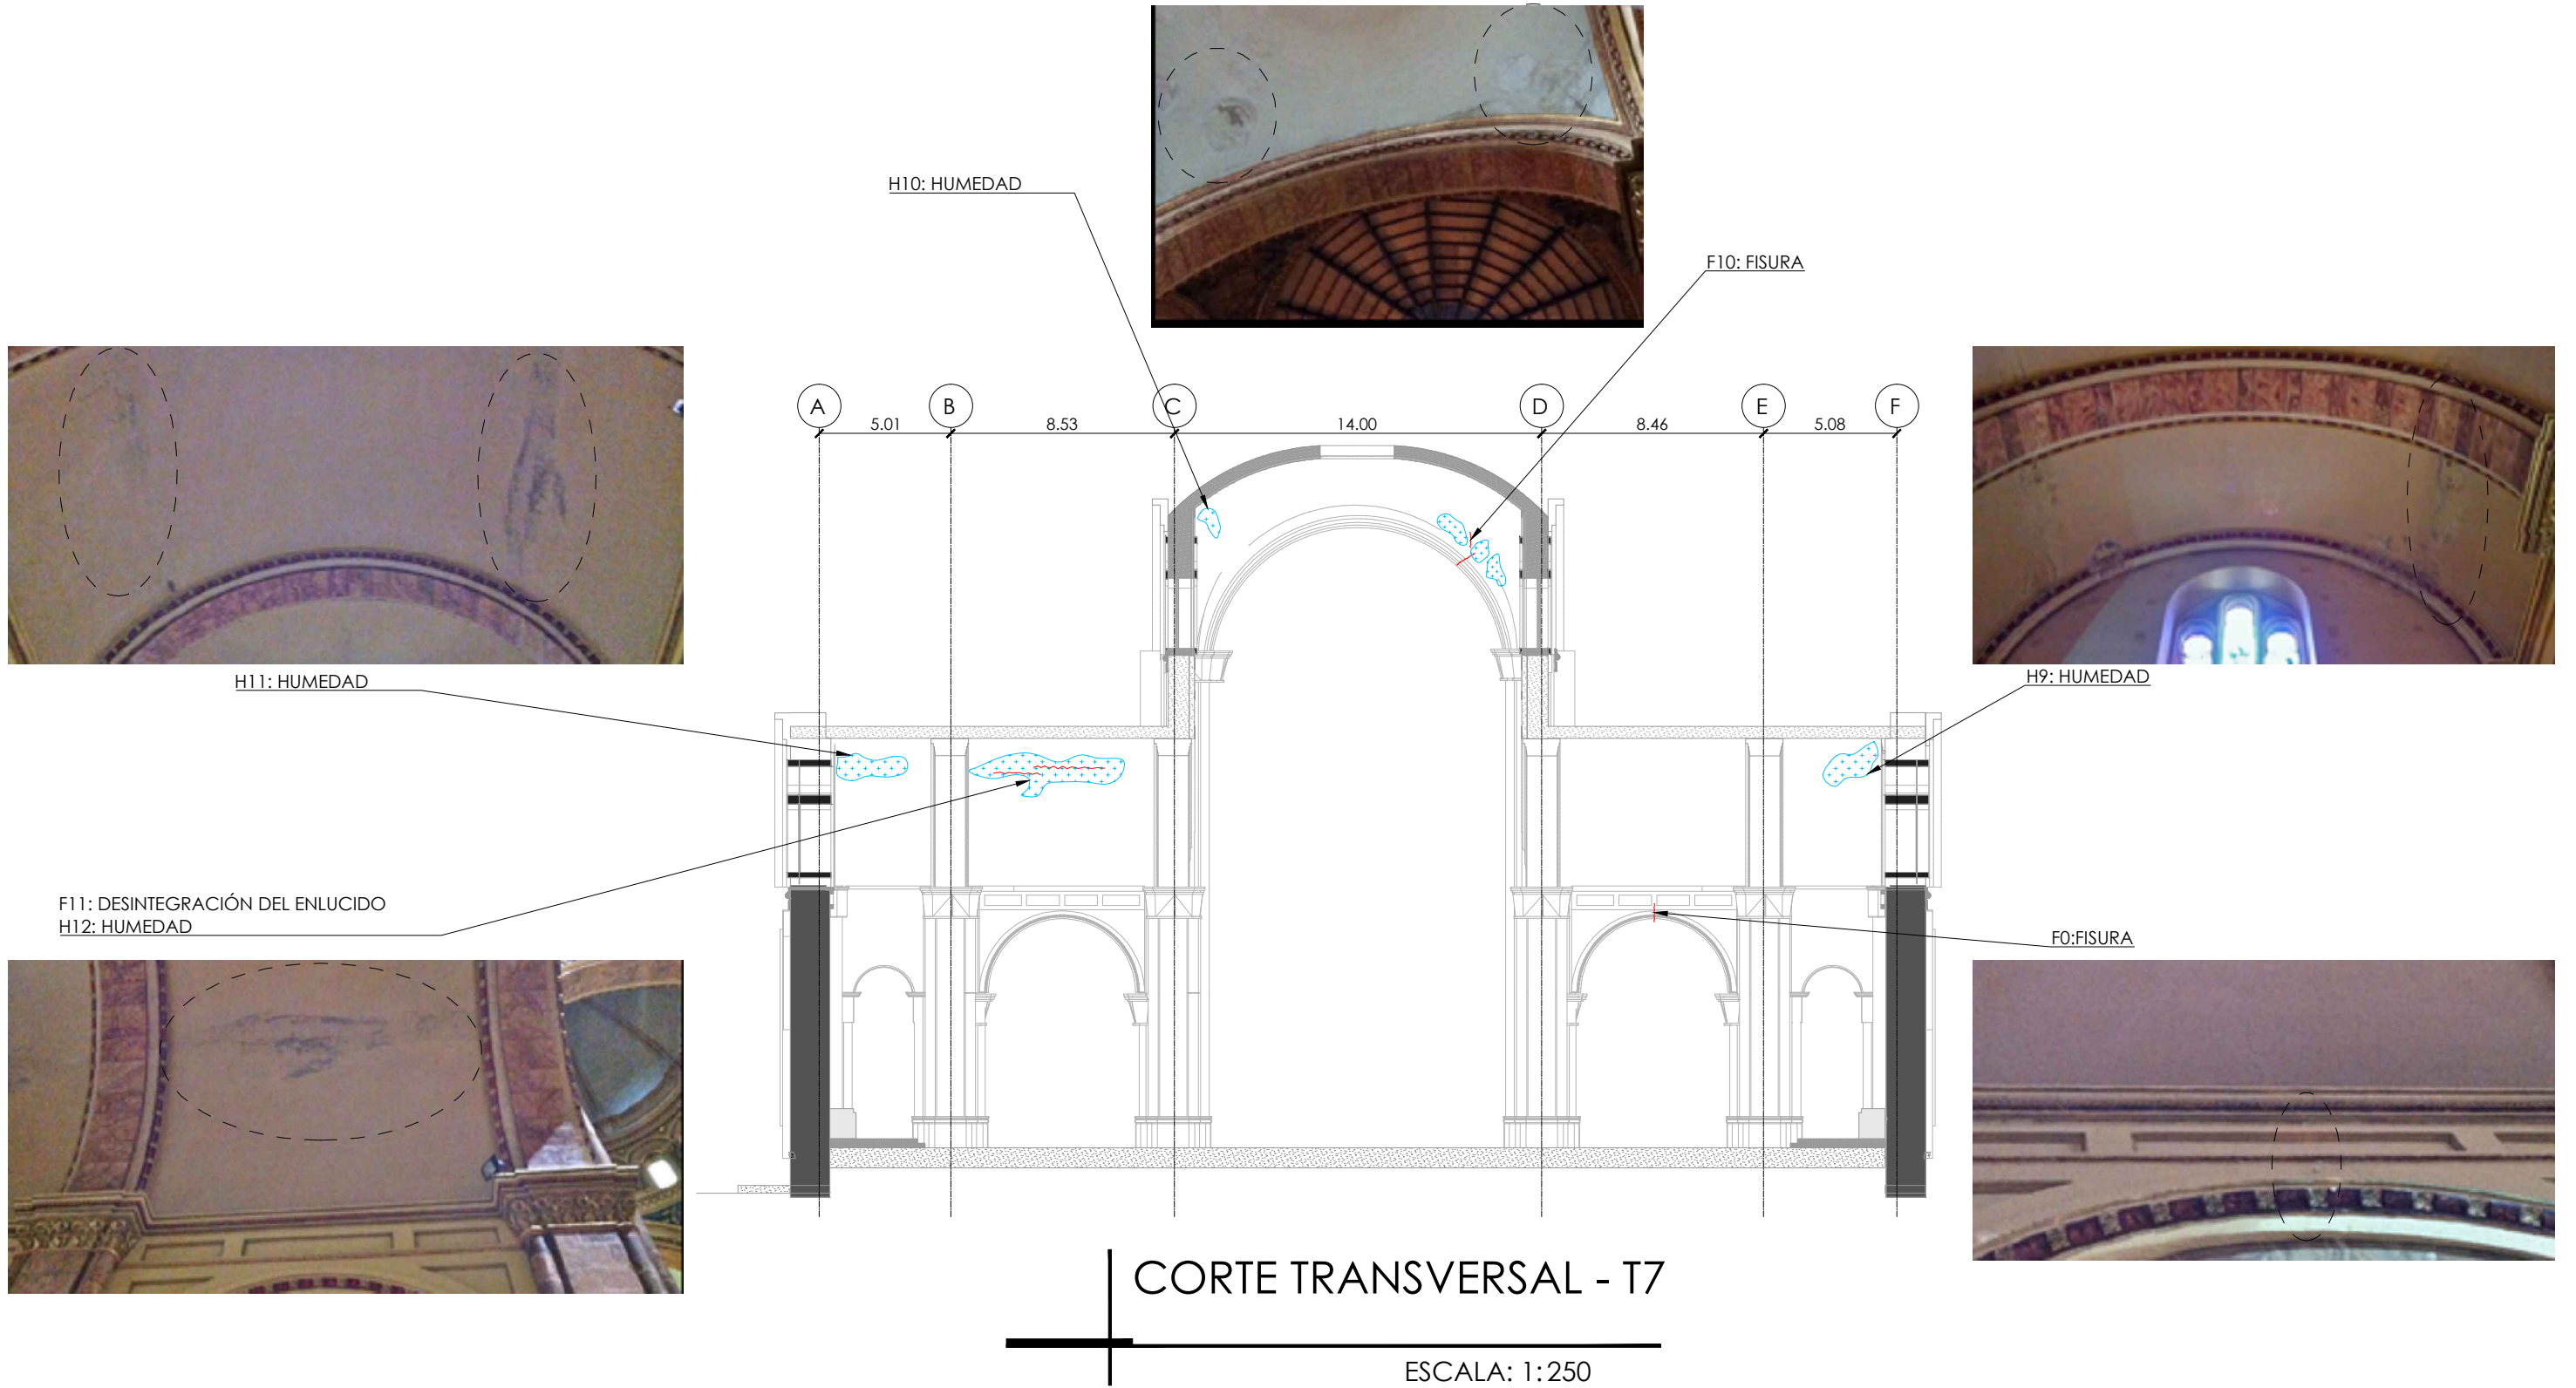 H10: HUMEDAD
F10: FISURA
A B C D E F
5.01 8.53 14.00 8.46 5.08
H11: HUMEDAD
H9: HUMEDAD
F11: DESINTEGRACIÓN DEL ENLUCIDO
H12: HUMEDAD
F0:FISURA
CORTE TRANSVERSAL - T7
ESCALA: 1:250